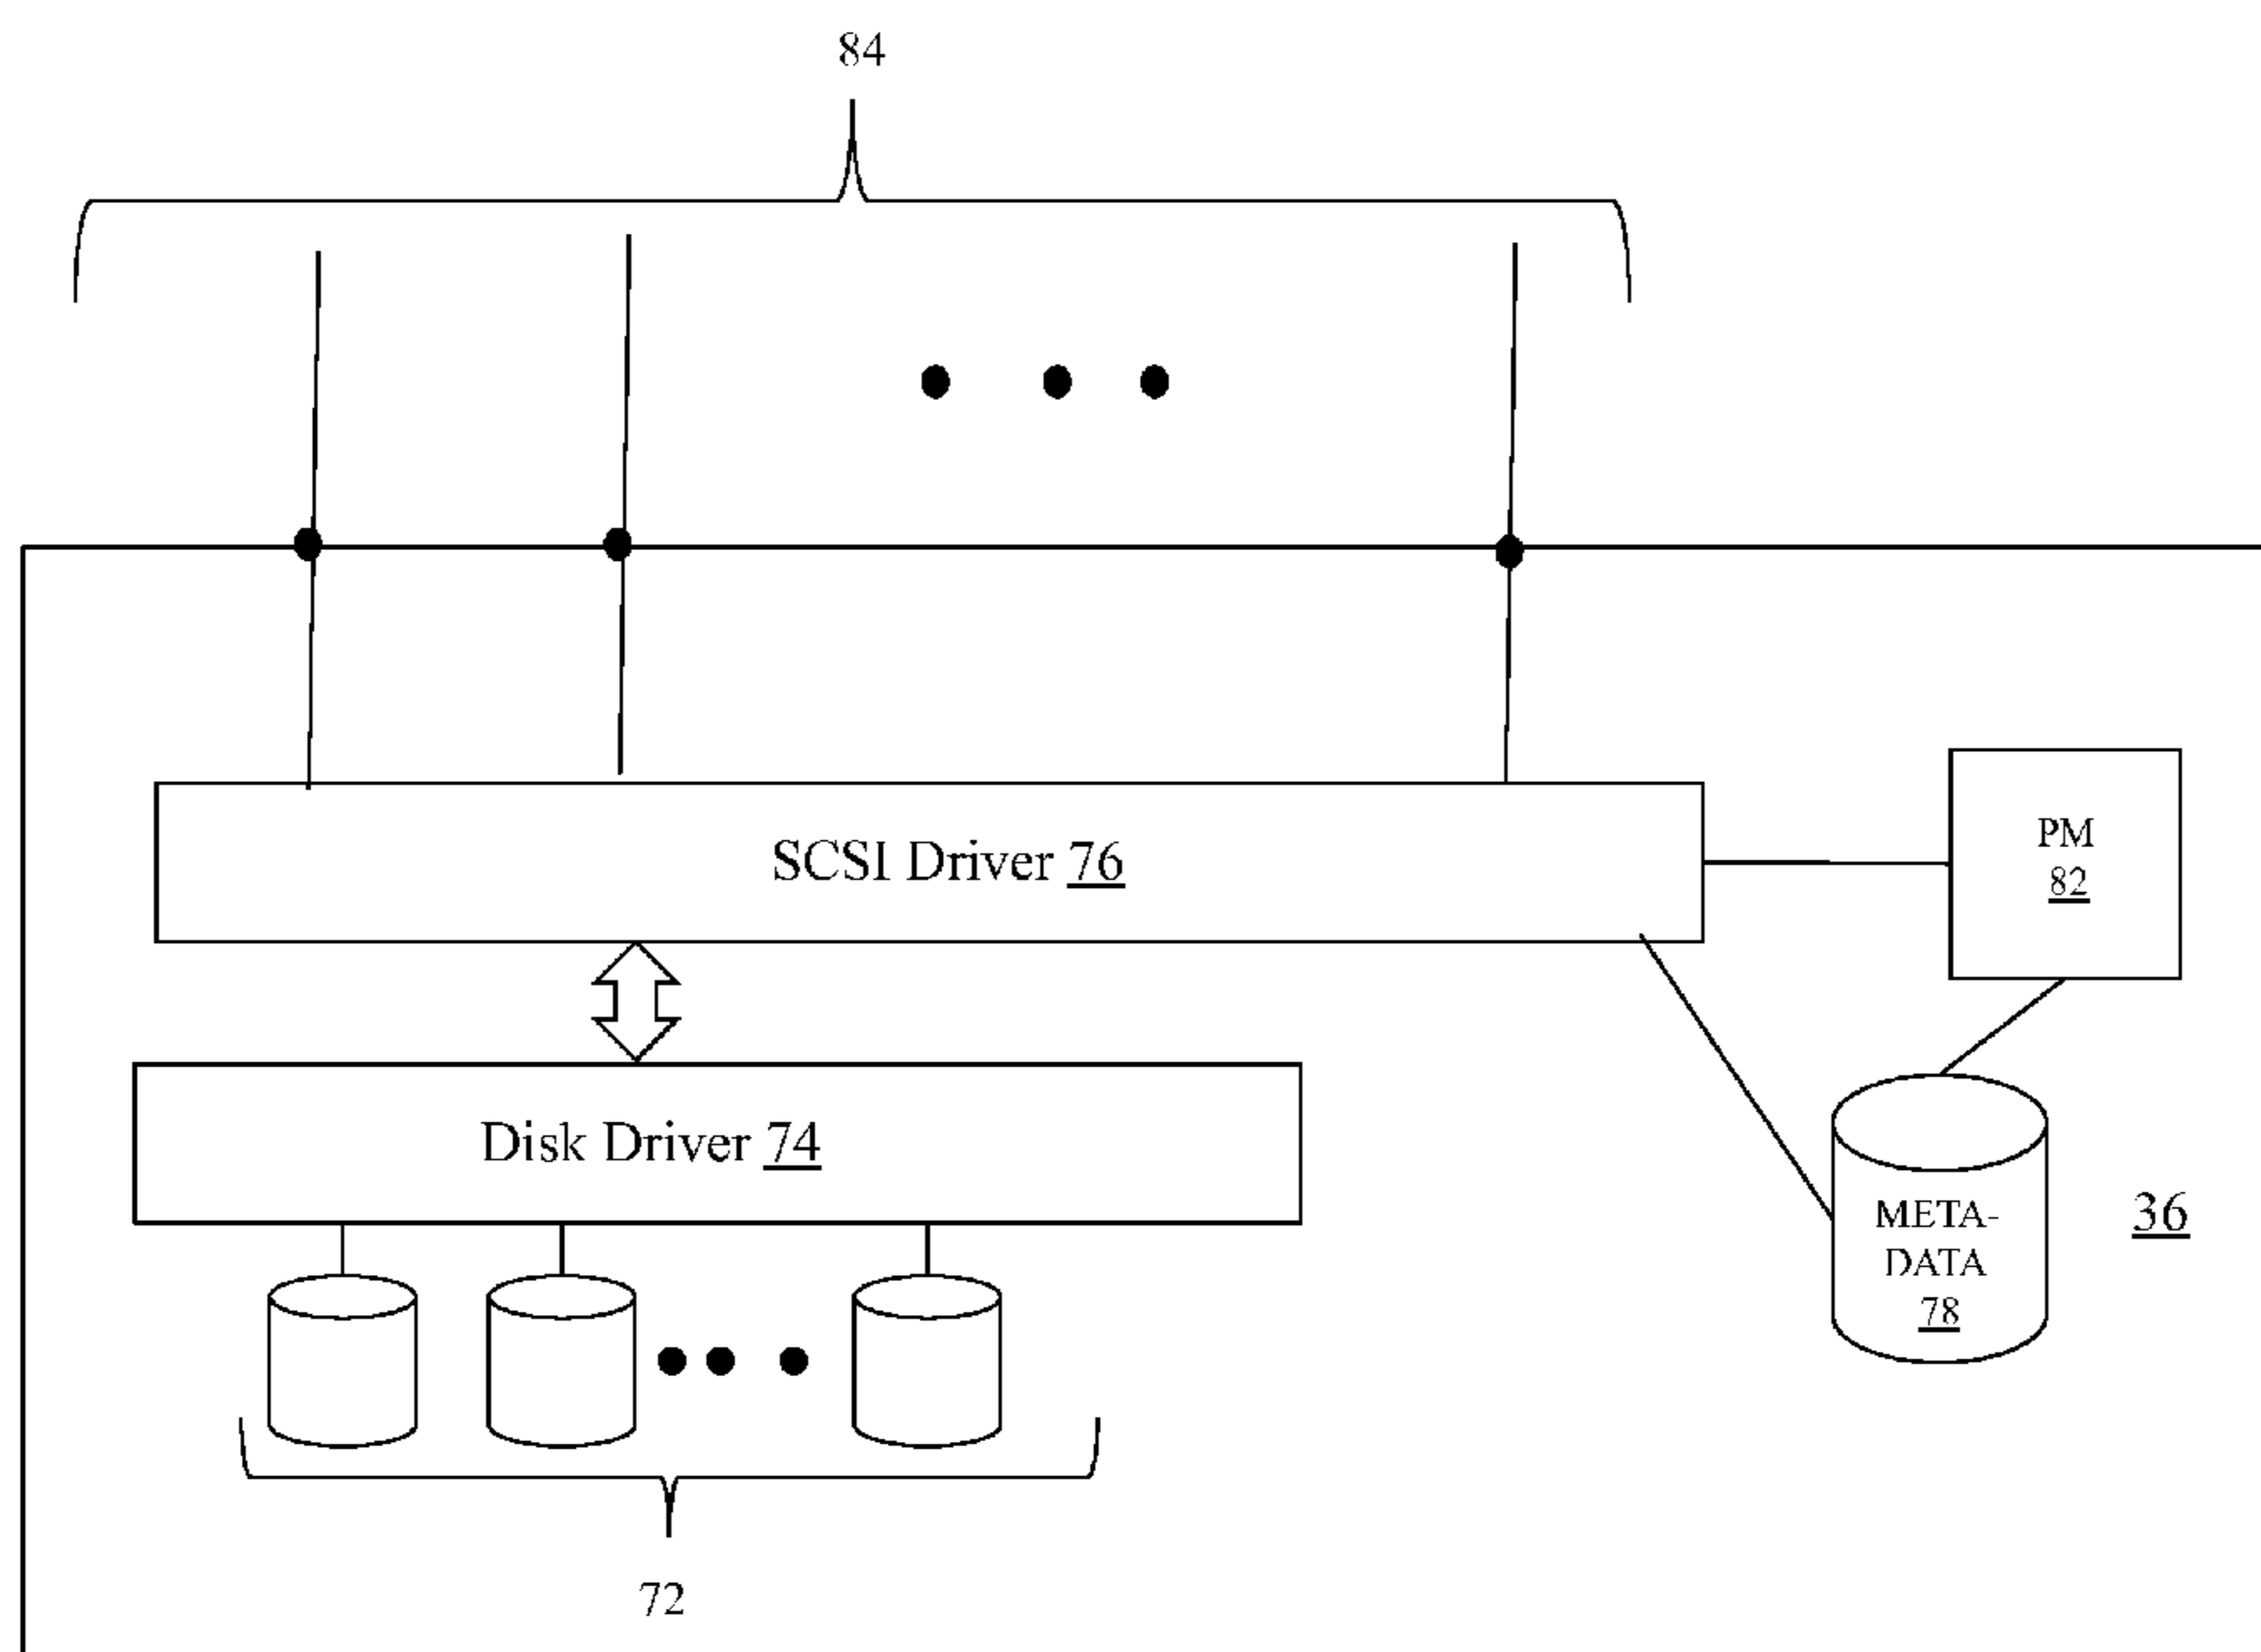 84
SCSI Driver 76
PM
82
Disk Driver 74
META-
DATA
78
36
72